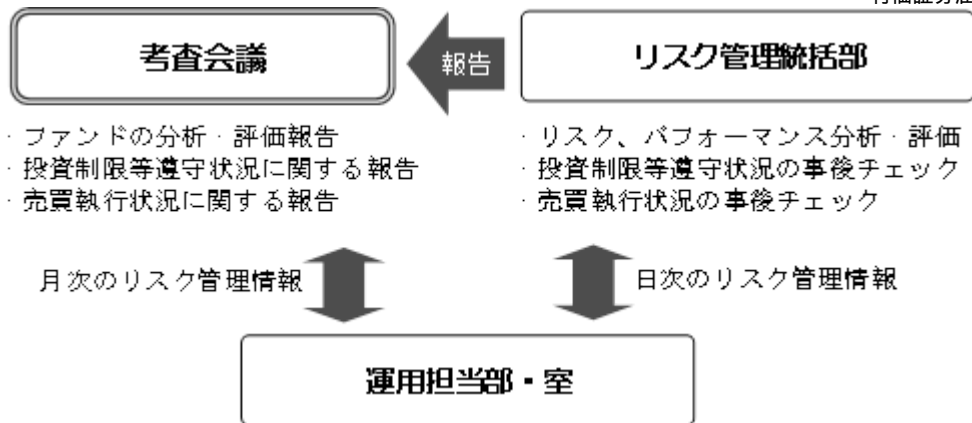 考査会議
報告
リスク管理統括部
・ファンドの分析・評価報告
・投資制限等遵守状況に関する報告
・売買執行状況に関する報告
・リスク、パフォーマンス分析・評価
・投資制限等遵守状況の事後チェック
・売買執行状況の事後チェック
月次のリスク管理情報
日次のリスク管理情報
運用担当部・室